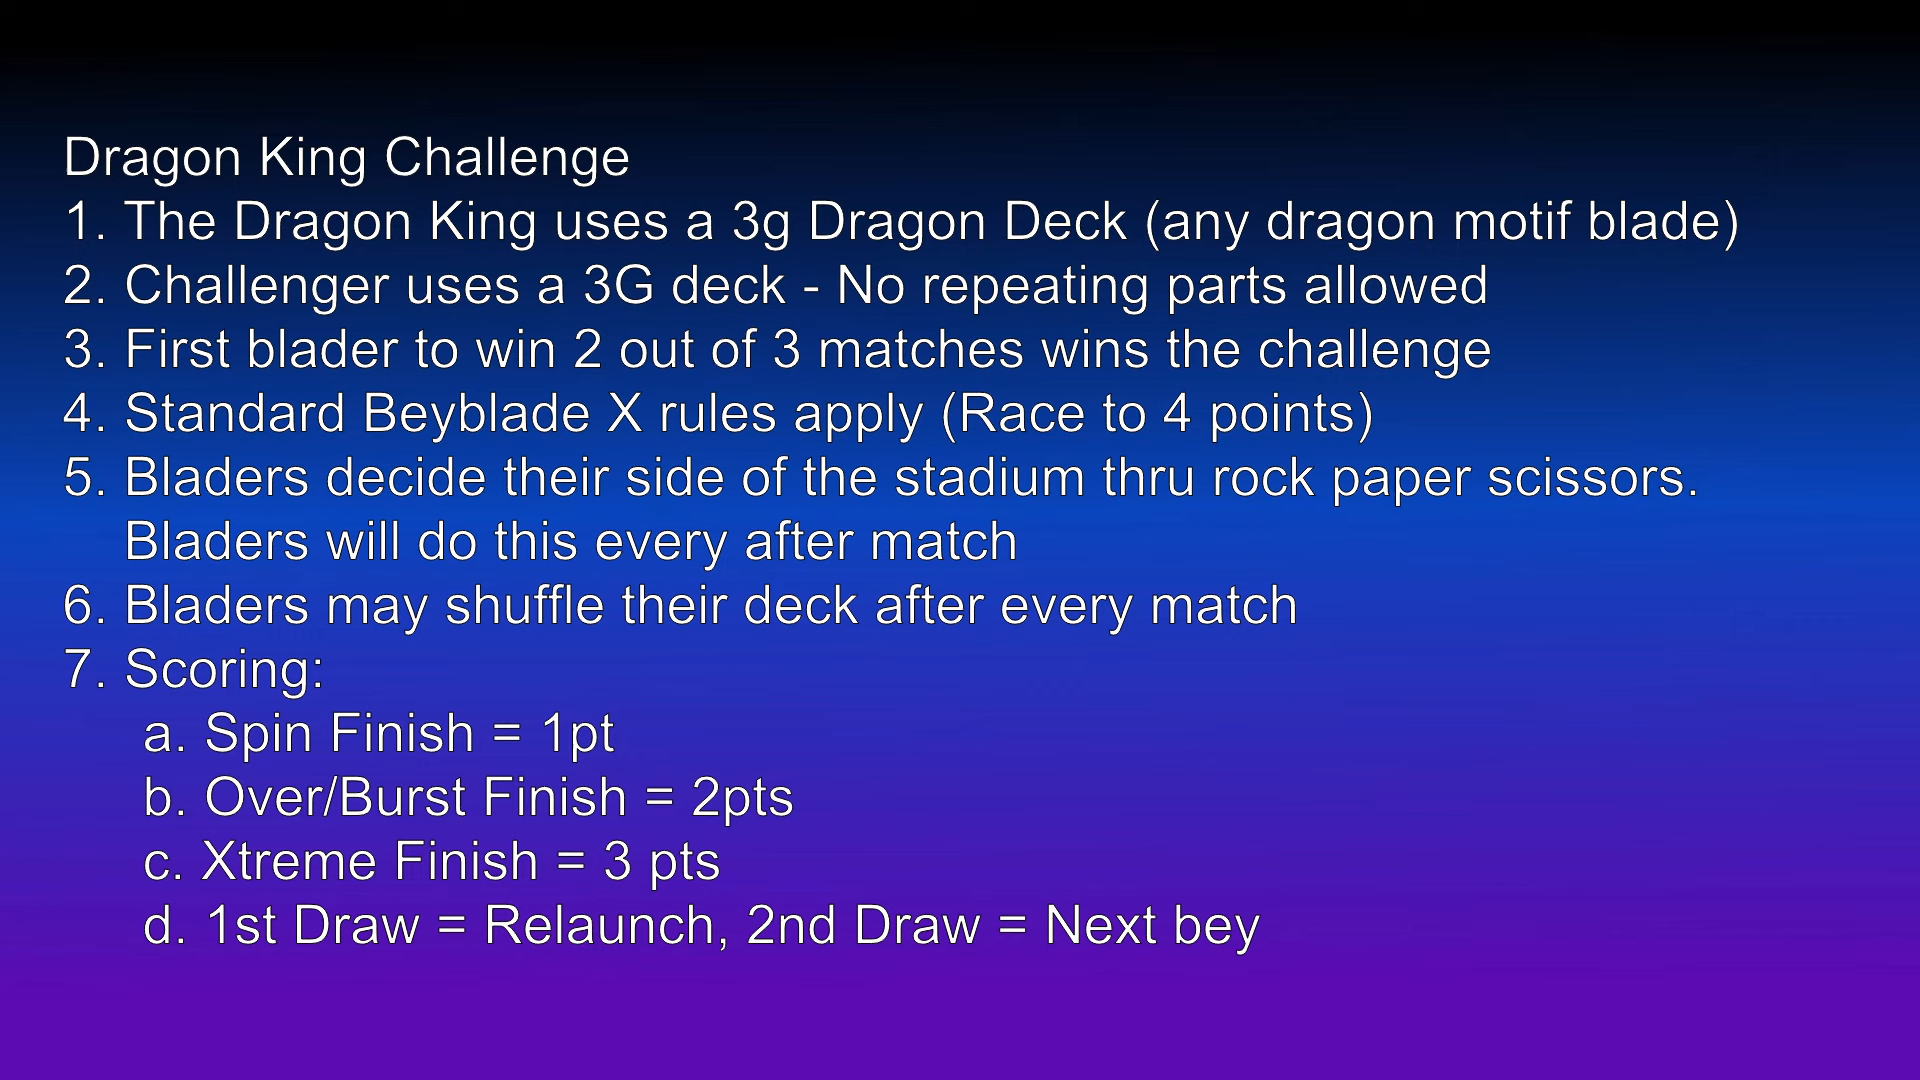 Dragon King Challenge
1. The Dragon King uses a 3g Dragon Deck (any dragon motif blade)
2. Challenger uses a 3G deck - No repeating parts allowed
3. First blader to win 2 out of 3 matches wins the challenge
4. Standard Beyblade X rules apply (Race to 4 points)
5. Bladers decide their side of the stadium thru rock paper scissors.
Bladers will do this every after match
6. Bladers may shuffle their deck after every match
7. Scoring:
a. Spin Finish = 1pt
b. Over/Burst Finish = 2pts
c. Xtreme Finish = 3 pts
d. 1st Draw = Relaunch, 2nd Draw = Next bey